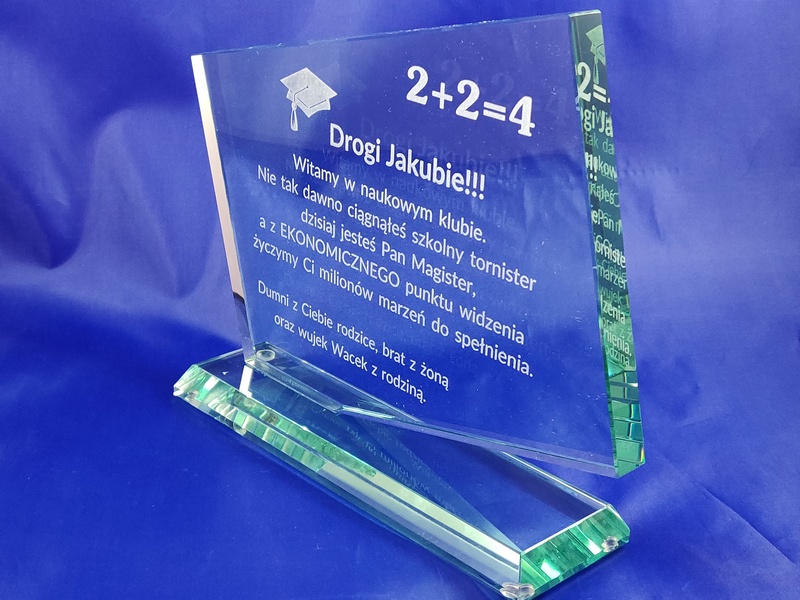 2+2=4
Drogi Jakubie!!!
Witamy w naukowym klubie.
Nie tak dawno ciągnąłeś szkolny tornister
dzisiaj jesteś Pan Magister,
a z EKONOMICZNEGO punktu widzenia
życzymy Ci milionów marzeń do spełnienia.
Dumni z Ciebie rodzice, brat z żoną
oraz wujek Wacek z rodziną.